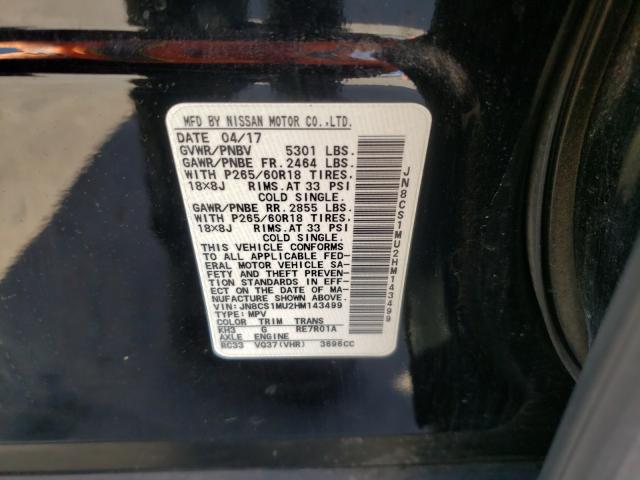 MFD BY NISSAN MOTOR CO.,LTD.
DATE 04/17
GVWR/PNBV 5301 LBS.
GAWR/PNBE FR. 2464 LBS.
WITH P265/60R18 TIRES.
18X8J RIMS.AT 33 PSI
COLD SINGLE.
GAWR/PNBE RR. 2855 LBS.
WITH P265/60R18 TIRES.
18X8J RIMS.AT 33 PSI
COLD SINGLE.
THIS VEHICLE CONFORMS
TO ALL APPLICABLE FED-
ERAL MOTOR VEHICLE SA-
FETY AND THEFT PREVEN-
TION STANDARDS IN EFF-
ECT ON THE DATE OF MA-
NUFACTURE SHOWN ABOVE.
VIN: JN8CS1MU2HM143499
TYPE: MPV
COLOR TRIM TRANS
KH3 G RE7R01A
AXLE ENGINE
RC33 VQ37(VHR) 3696CC
JN8CS1MU2HM143499